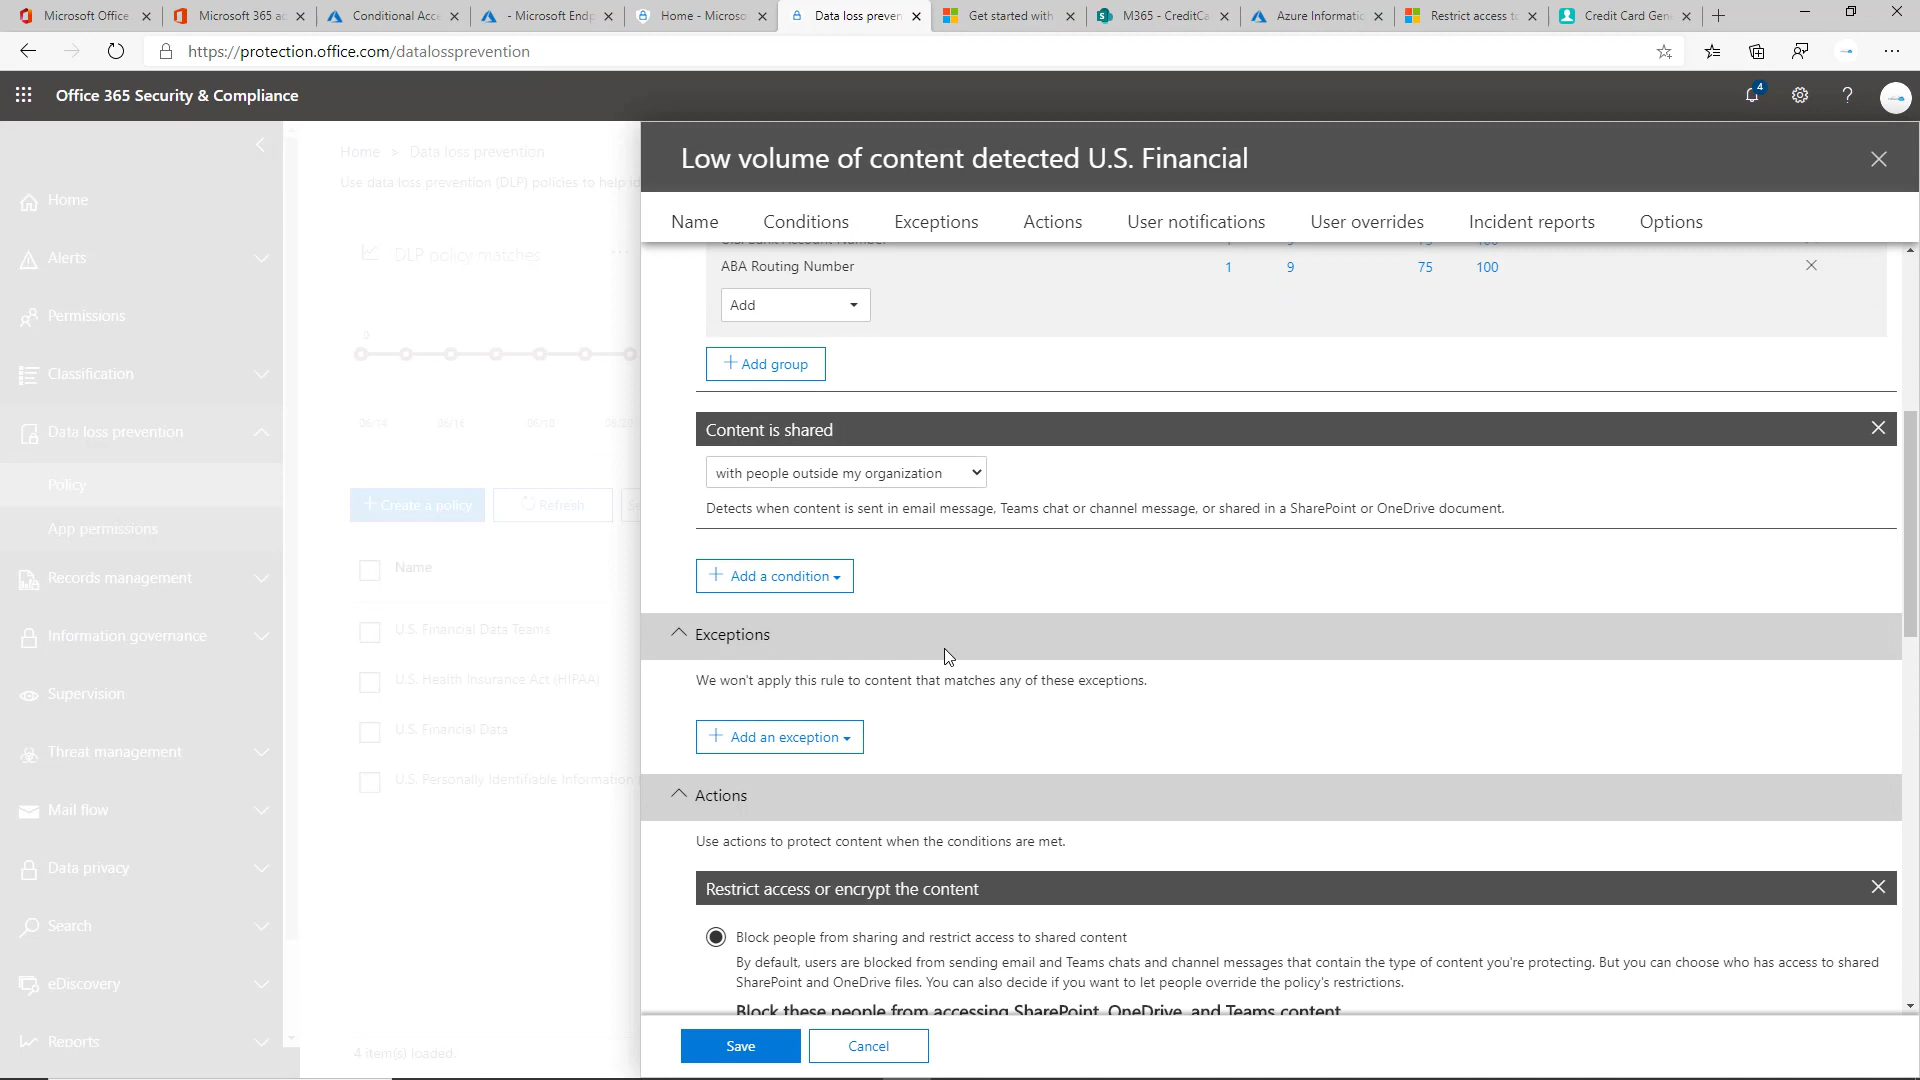 Microsoft Office
Microsoft 365 ac
Conditional Acce
- Microsoft Endp
Home - Microso
Data loss preven
Get started with
M365 - CreditCa
Azure Informatio
Restrict access to
Credit Card Gen
https://protection.office.com/datalossprevention
Office 365 Security & Compliance
4
?
Home > Data loss prevention
Use data loss prevention (DLP) policies to help id
Home
Alerts
Permissions
Classification
Data loss prevention
Policy
App permissions
Records management
Information governance
Supervision
Threat management
Mail flow
Data privacy
Search
eDiscovery
Reports
DLP policy matches
0
06/14 06/16 06/18
Create a policy
Refresh
Name
U.S. Financial Data Teams
U.S. Health Insurance Act (HIPAA)
U.S. Financial Data
U.S. Personally Identifiable Information
4 item(s) loaded.
Low volume of content detected U.S. Financial
Name Conditions Exceptions Actions User notifications User overrides Incident reports Options
ABA Routing Number 1 9 75 100
Add
Add group
Content is shared
with people outside my organization
Detects when content is sent in email message, Teams chat or channel message, or shared in a SharePoint or OneDrive document.
Add a condition
Exceptions
We won't apply this rule to content that matches any of these exceptions.
Add an exception
Actions
Use actions to protect content when the conditions are met.
Restrict access or encrypt the content
Block people from sharing and restrict access to shared content
By default, users are blocked from sending email and Teams chats and channel messages that contain the type of content you're protecting. But you can choose who has access to shared
SharePoint and OneDrive files. You can also decide if you want to let people override the policy's restrictions.
Block these people from accessing SharePoint, OneDrive, and Teams content
Save
Cancel